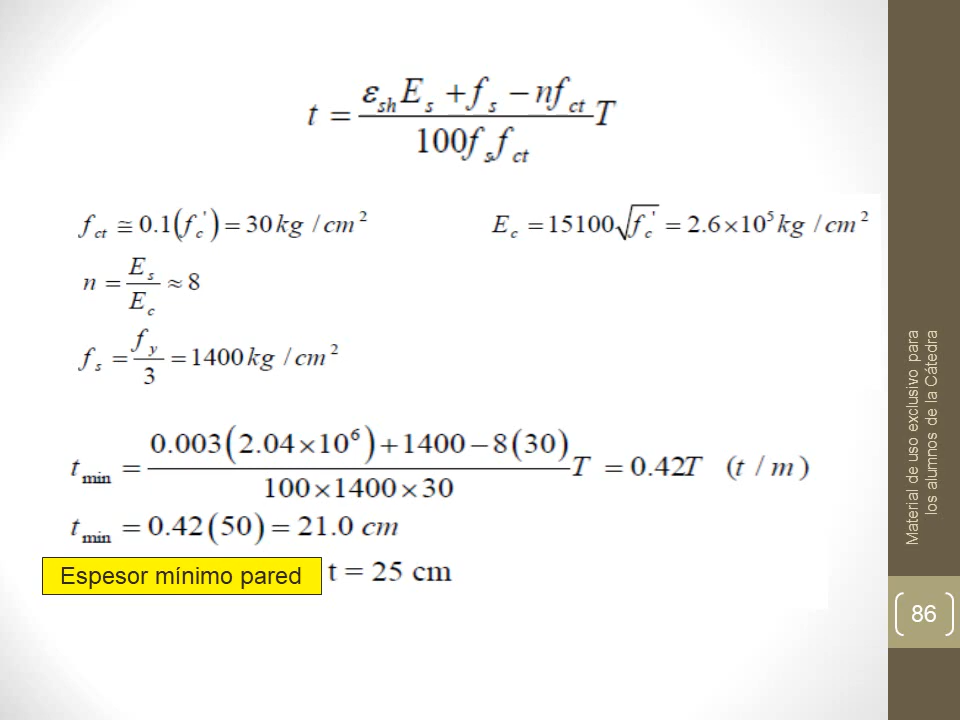 t = (ε_sh E_s + f_s − n f_ct) / (100 f_s f_ct) T
f_ct ≅ 0.1(f_c') = 30 kg / cm²
E_c = 15100√f_c' = 2.6×10⁵ kg / cm²
n = E_s / E_c ≈ 8
f_s = f_y / 3 = 1400 kg / cm²
t_min = (0.003(2.04×10⁶) + 1400 − 8(30)) / (100×1400×30) T = 0.42T (t / m)
t_min = 0.42(50) = 21.0 cm
Espesor mínimo pared t = 25 cm
Material de uso exclusivo para
los alumnos de la Cátedra
86